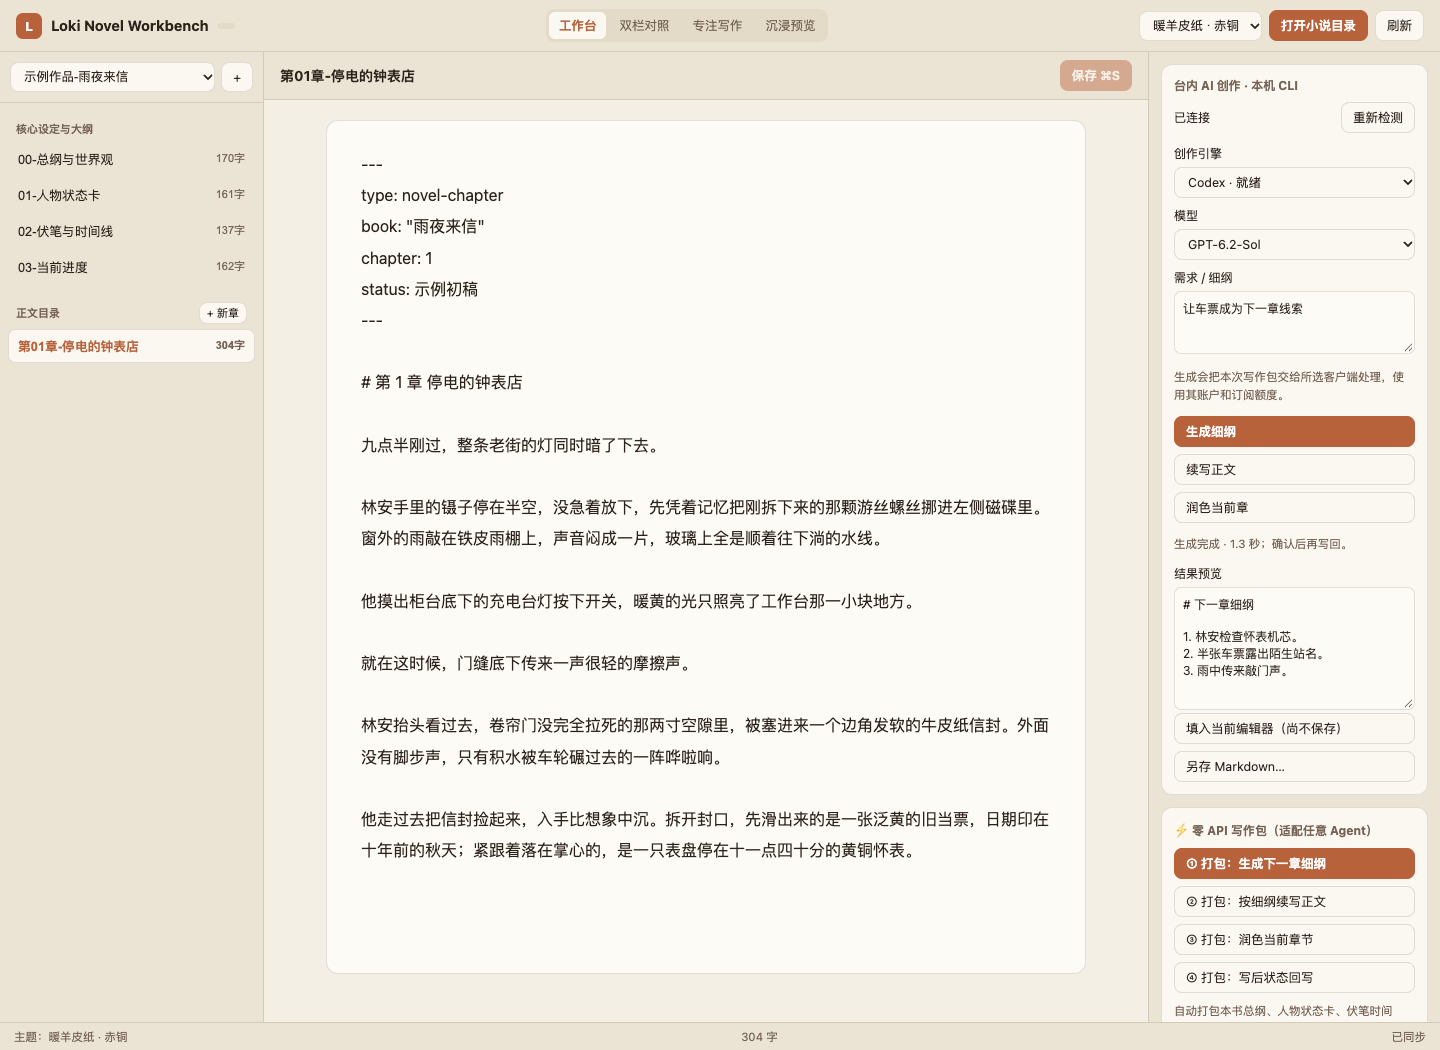 L Loki Novel Workbench
工作台 双栏对照 专注写作 沉浸预览
暖羊皮纸 · 赤铜 打开小说目录 刷新
示例作品-雨夜来信 +
核心设定与大纲
00-总纲与世界观 170字
01-人物状态卡 161字
02-伏笔与时间线 137字
03-当前进度 162字
正文目录 + 新章
第01章-停电的钟表店 304字
第01章-停电的钟表店 保存 ⌘S
---
type: novel-chapter
book: "雨夜来信"
chapter: 1
status: 示例初稿
---
# 第 1 章 停电的钟表店
九点半刚过，整条老街的灯同时暗了下去。
林安手里的镊子停在半空，没急着放下，先凭着记忆把刚拆下来的那颗游丝螺丝挪进左侧磁碟里。
窗外的雨敲在铁皮雨棚上，声音闷成一片，玻璃上全是顺着往下淌的水线。
他摸出柜台底下的充电台灯按下开关，暖黄的光只照亮了工作台那一小块地方。
就在这时候，门缝底下传来一声很轻的摩擦声。
林安抬头看过去，卷帘门没完全拉死的那两寸空隙里，被塞进来一个边角发软的牛皮纸信封。外面
没有脚步声，只有积水被车轮碾过去的一阵哗啦响。
他走过去把信封捡起来，入手比想象中沉。拆开封口，先滑出来的是一张泛黄的旧当票，日期印在
十年前的秋天；紧跟着落在掌心的，是一只表盘停在十一点四十分的黄铜怀表。
台内 AI 创作 · 本机 CLI
已连接 重新检测
创作引擎
Codex · 就绪
模型
GPT-6.2-Sol
需求 / 细纲
让车票成为下一章线索
生成会把本次写作包交给所选客户端处理，使
用其账户和订阅额度。
生成细纲
续写正文
润色当前章
生成完成 · 1.3 秒；确认后再写回。
结果预览
# 下一章细纲
1. 林安检查怀表机芯。
2. 半张车票露出陌生站名。
3. 雨中传来敲门声。
填入当前编辑器（尚不保存）
另存 Markdown…
⚡ 零 API 写作包（适配任意 Agent）
① 打包：生成下一章细纲
② 打包：按细纲续写正文
③ 打包：润色当前章节
④ 打包：写后状态回写
自动打包本书总纲、人物状态卡、伏笔时间
主题：暖羊皮纸 · 赤铜 304 字 已同步